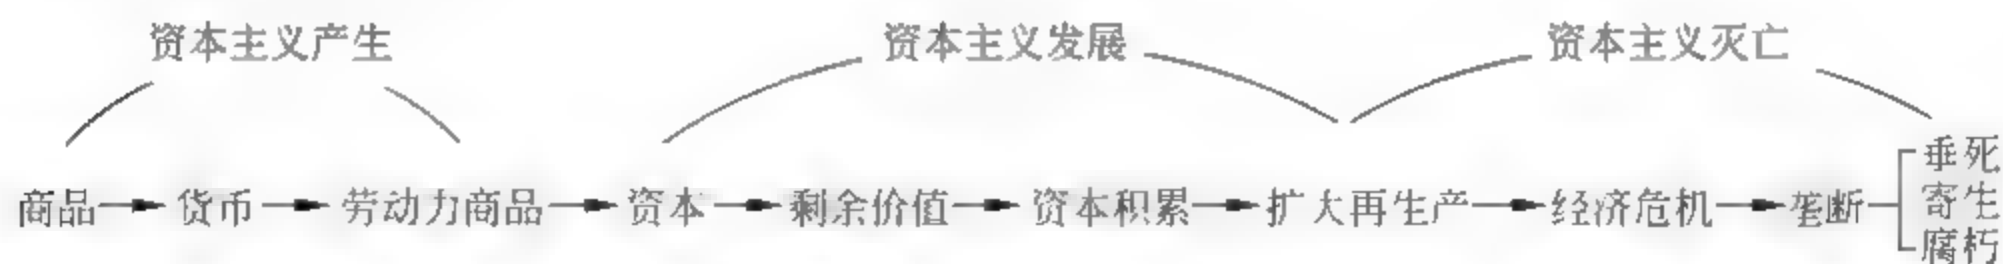 资本主义产生 资本主义发展 资本主义灭亡
商品 货币 劳动力商品 资本 剩余价值 资本积累 扩大再生产 经济危机 垄断
垂死
寄生
腐朽